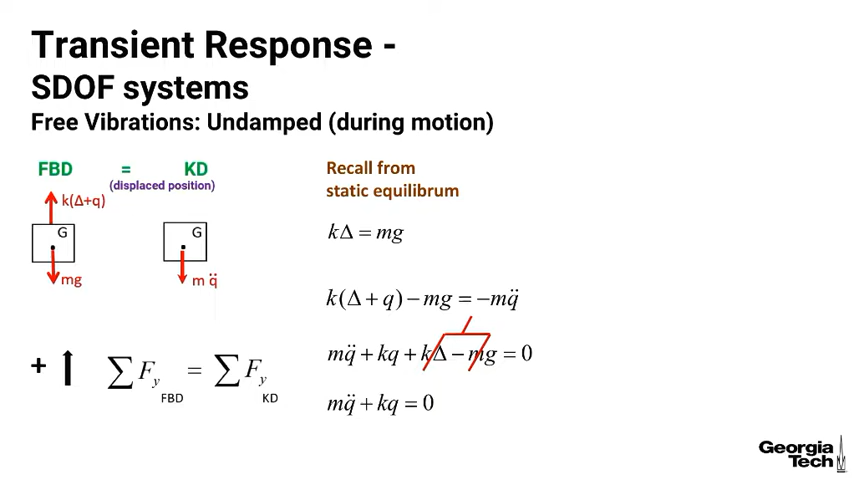 Transient Response -
SDOF systems
Free Vibrations: Undamped (during motion)
FBD = KD
(displaced position)
k(Δ+q)
G
mg
G
m q̈
+
∑ F_y FBD = ∑ F_y KD
Recall from
static equilibrum
kΔ = mg
k(Δ + q) − mg = −mq̈
mq̈ + kq + kΔ − mg = 0
mq̈ + kq = 0
Georgia
Tech